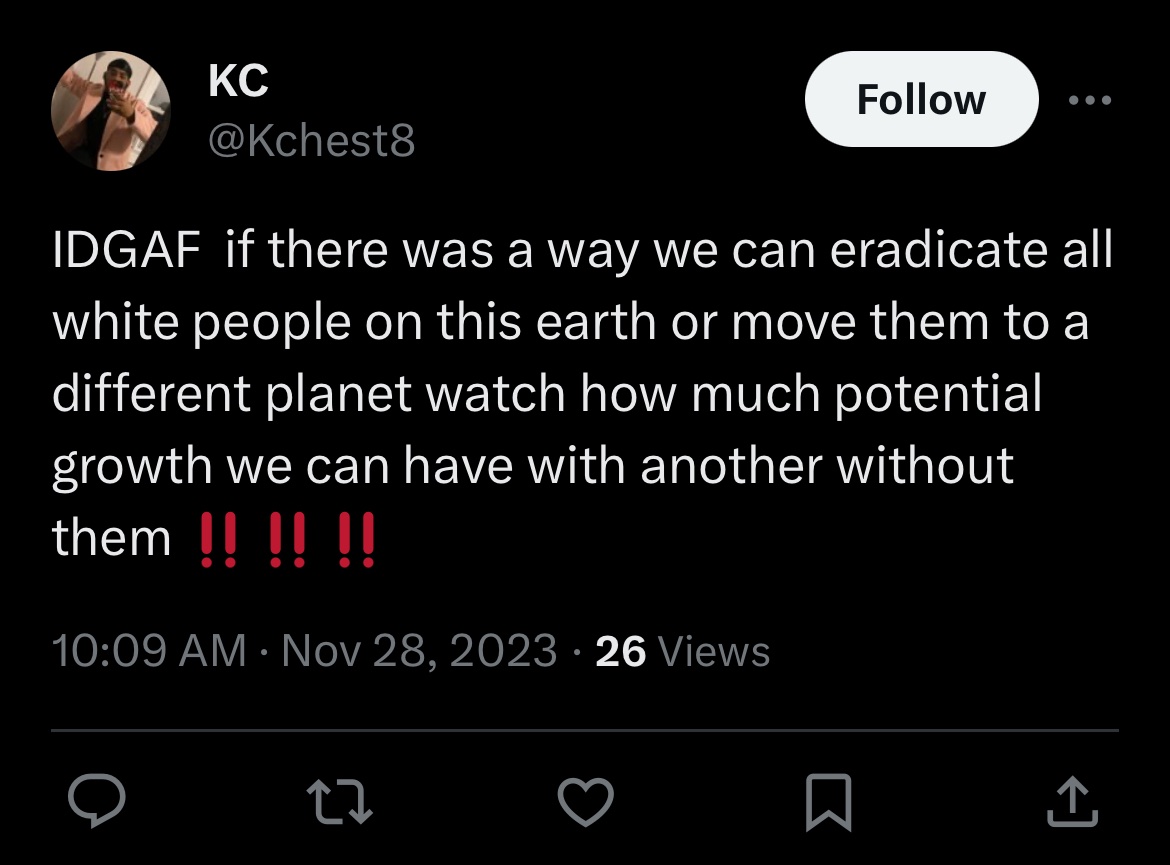 KC
@Kchest8
Follow
IDGAF  if there was a way we can eradicate all
white people on this earth or move them to a
different planet watch how much potential
growth we can have with another without
them ‼️ ‼️ ‼️
10:09 AM · Nov 28, 2023 · 26 Views